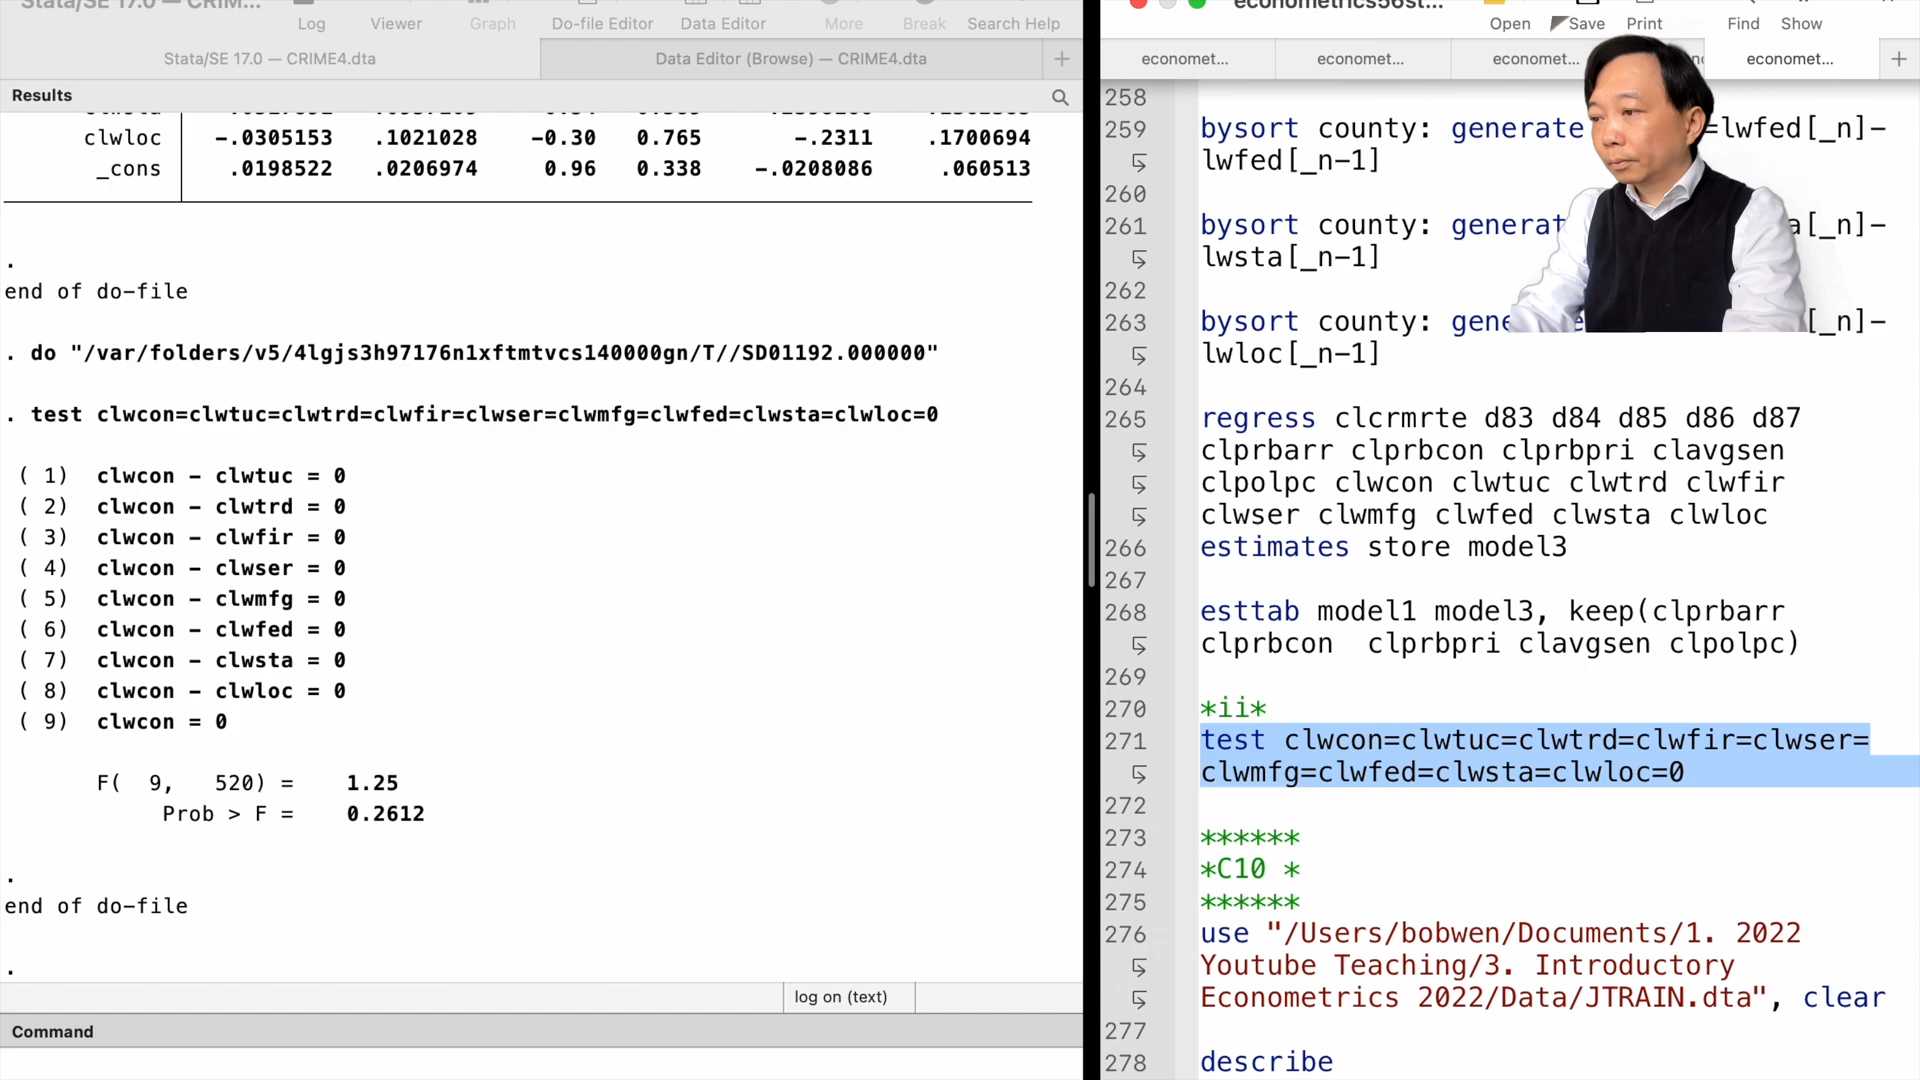 Stata/SE 17.0 — CRIM...
Log Viewer Graph Do-file Editor Data Editor More Break Search Help
Stata/SE 17.0 — CRIME4.dta
Data Editor (Browse) — CRIME4.dta
Results
clwloc -.0305153 .1021028 -0.30 0.765 -.2311 .1700694
_cons .0198522 .0206974 0.96 0.338 -.0208086 .060513
.
end of do-file
. do "/var/folders/v5/4lgjs3h97176n1xftmtvcs140000gn/T//SD01192.000000"
. test clwcon=clwtuc=clwtrd=clwfir=clwser=clwmfg=clwfed=clwsta=clwloc=0
( 1) clwcon - clwtuc = 0
( 2) clwcon - clwtrd = 0
( 3) clwcon - clwfir = 0
( 4) clwcon - clwser = 0
( 5) clwcon - clwmfg = 0
( 6) clwcon - clwfed = 0
( 7) clwcon - clwsta = 0
( 8) clwcon - clwloc = 0
( 9) clwcon = 0
F( 9, 520) = 1.25
Prob > F = 0.2612
.
end of do-file
.
log on (text)
Command
econometrics56st...
Open Save Print Find Show
economet... economet... economet... economet...
258
259 bysort county: generate =lwfed[_n]-
lwfed[_n-1]
260
261 bysort county: generat a[_n]-
lwsta[_n-1]
262
263 bysort county: gene [_n]-
lwloc[_n-1]
264
265 regress clcrmrte d83 d84 d85 d86 d87
clprbarr clprbcon clprbpri clavgsen
clpolpc clwcon clwtuc clwtrd clwfir
clwser clwmfg clwfed clwsta clwloc
266 estimates store model3
267
268 esttab model1 model3, keep(clprbarr
clprbcon clprbpri clavgsen clpolpc)
269
270 *ii*
271 test clwcon=clwtuc=clwtrd=clwfir=clwser=
clwmfg=clwfed=clwsta=clwloc=0
272
273 ******
274 *C10 *
275 ******
276 use "/Users/bobwen/Documents/1. 2022
Youtube Teaching/3. Introductory
Econometrics 2022/Data/JTRAIN.dta", clear
277
278 describe